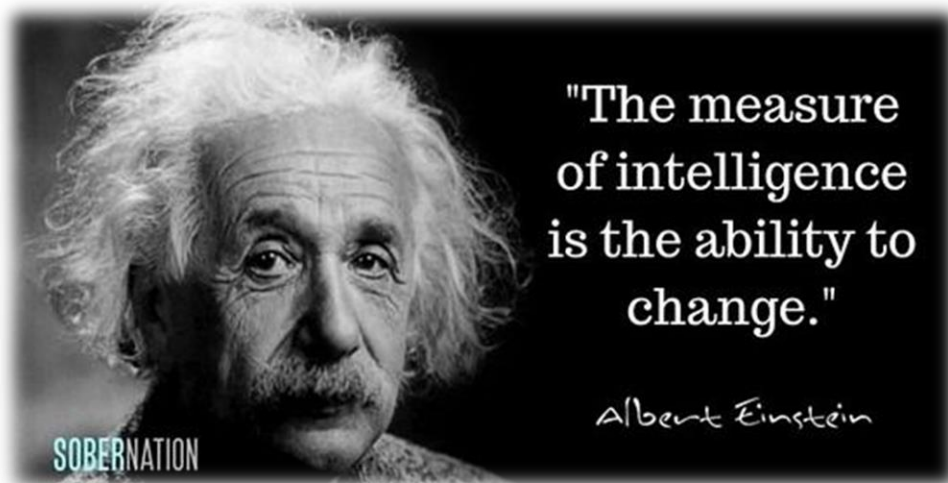 "The measure
of intelligence
is the ability to
change."
Albert Einstein
SOBERNATION